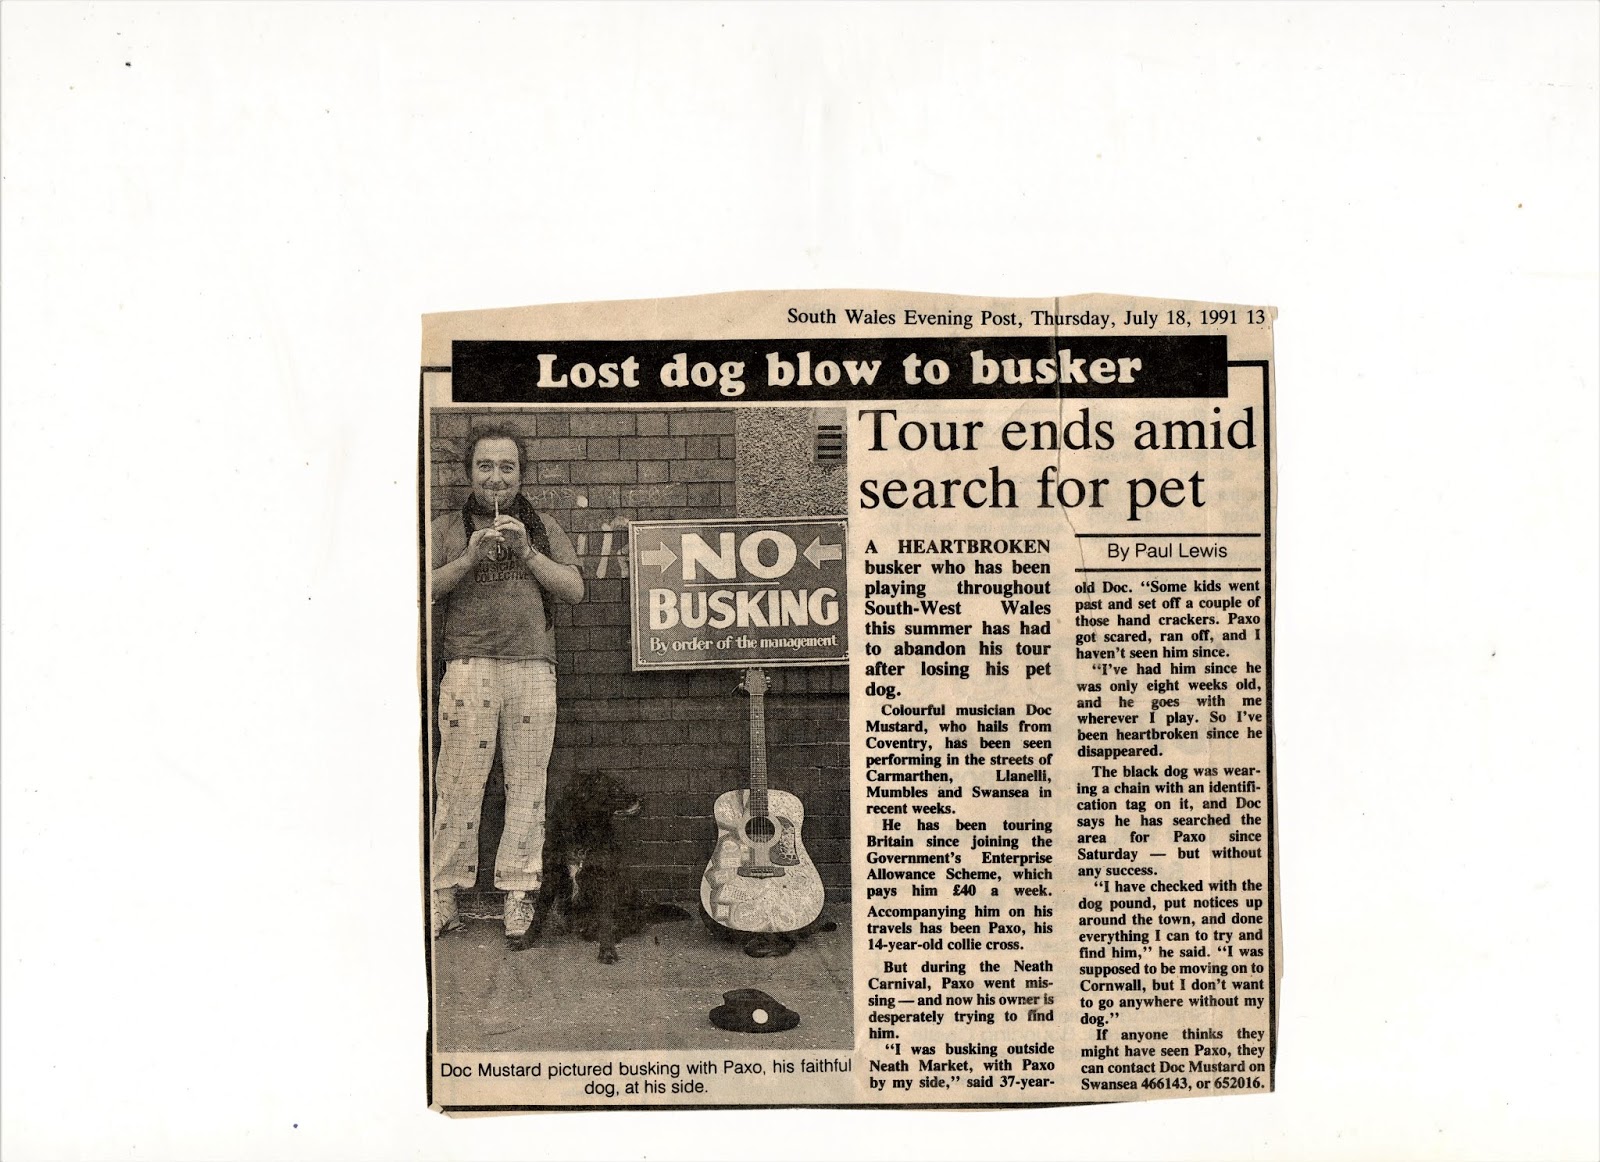 South Wales Evening Post, Thursday, July 18, 1991 13
Lost dog blow to busker
Tour ends amid
search for pet
NO
BUSKING
By order of the management
MUSICIANS
COLLECTIVE
Doc Mustard pictured busking with Paxo, his faithful
dog, at his side.
A HEARTBROKEN
busker who has been
playing throughout
South-West Wales
this summer has had
to abandon his tour
after losing his pet
dog.
Colourful musician Doc
Mustard, who hails from
Coventry, has been seen
performing in the streets of
Carmarthen, Llanelli,
Mumbles and Swansea in
recent weeks.
He has been touring
Britain since joining the
Government's Enterprise
Allowance Scheme, which
pays him £40 a week.
Accompanying him on his
travels has been Paxo, his
14-year-old collie cross.
But during the Neath
Carnival, Paxo went mis-
sing — and now his owner is
desperately trying to find
him.
"I was busking outside
Neath Market, with Paxo
by my side," said 37-year-
By Paul Lewis
old Doc. "Some kids went
past and set off a couple of
those hand crackers. Paxo
got scared, ran off, and I
haven't seen him since.
"I've had him since he
was only eight weeks old,
and he goes with me
wherever I play. So I've
been heartbroken since he
disappeared.
The black dog was wear-
ing a chain with an identifi-
cation tag on it, and Doc
says he has searched the
area for Paxo since
Saturday — but without
any success.
"I have checked with the
dog pound, put notices up
around the town, and done
everything I can to try and
find him," he said. "I was
supposed to be moving on to
Cornwall, but I don't want
to go anywhere without my
dog."
If anyone thinks they
might have seen Paxo, they
can contact Doc Mustard on
Swansea 466143, or 652016.